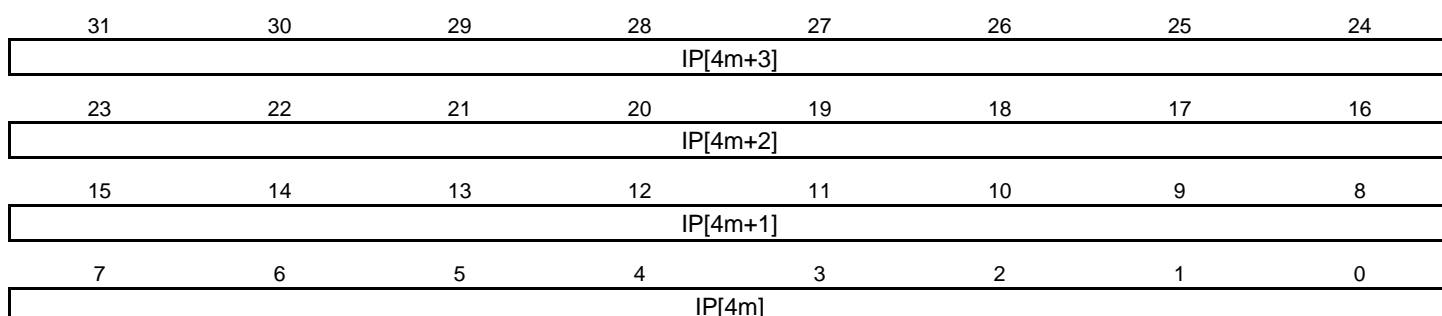 31 30 29 28 27 26 25 24
IP[4m+3]
23 22 21 20 19 18 17 16
IP[4m+2]
15 14 13 12 11 10 9 8
IP[4m+1]
7 6 5 4 3 2 1 0
IP[4m]